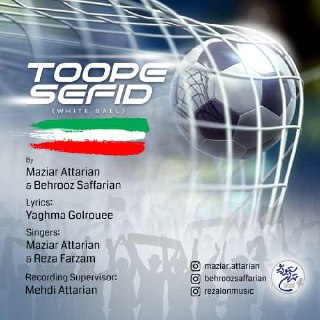 TOOPE
SEFID
(WHITE BALL)
By
Maziar Attarian
& Behrooz Saffarian
Lyrics:
Yaghma Golrouee
Singers:
Maziar Attarian
& Reza Farzam
Recording Supervisor:
Mehdi Attarian
maziar.attarian
behroozsaffarian
rezalonmusic